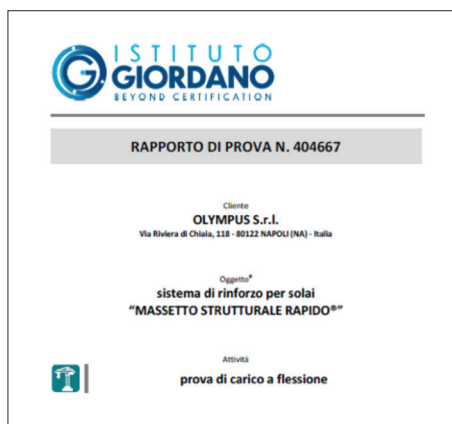 ISTITUTO
GIORDANO
BEYOND CERTIFICATION
RAPPORTO DI PROVA N. 404667
Cliente
OLYMPUS S.r.l.
Via Riviera di Chiaia, 118 - 80122 NAPOLI (NA) - Italia
Oggetto*
sistema di rinforzo per solai
“MASSETTO STRUTTURALE RAPIDO®”
Attività
prova di carico a flessione